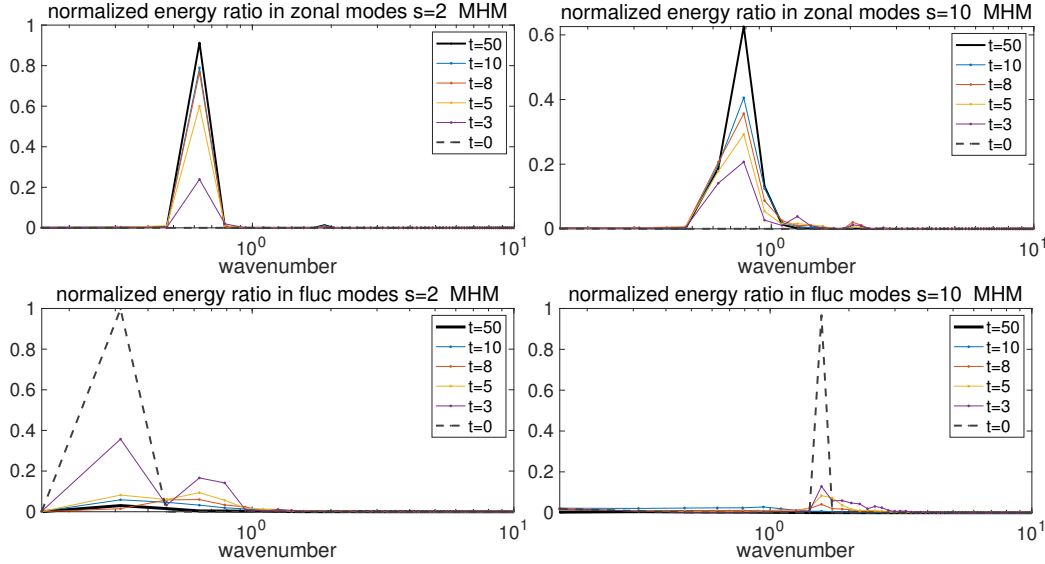 normalized energy ratio in zonal modes s=2 MHM
1
0.8
0.6
0.4
0.2
0
t=50
t=10
t=8
t=5
t=3
t=0
10^0
10^1
wavenumber
normalized energy ratio in zonal modes s=10 MHM
0.6
0.4
0.2
0
t=50
t=10
t=8
t=5
t=3
t=0
10^0
10^1
wavenumber
normalized energy ratio in fluc modes s=2 MHM
1
0.8
0.6
0.4
0.2
0
t=50
t=10
t=8
t=5
t=3
t=0
10^0
10^1
wavenumber
normalized energy ratio in fluc modes s=10 MHM
1
0.8
0.6
0.4
0.2
0
t=50
t=10
t=8
t=5
t=3
t=0
10^0
10^1
wavenumber